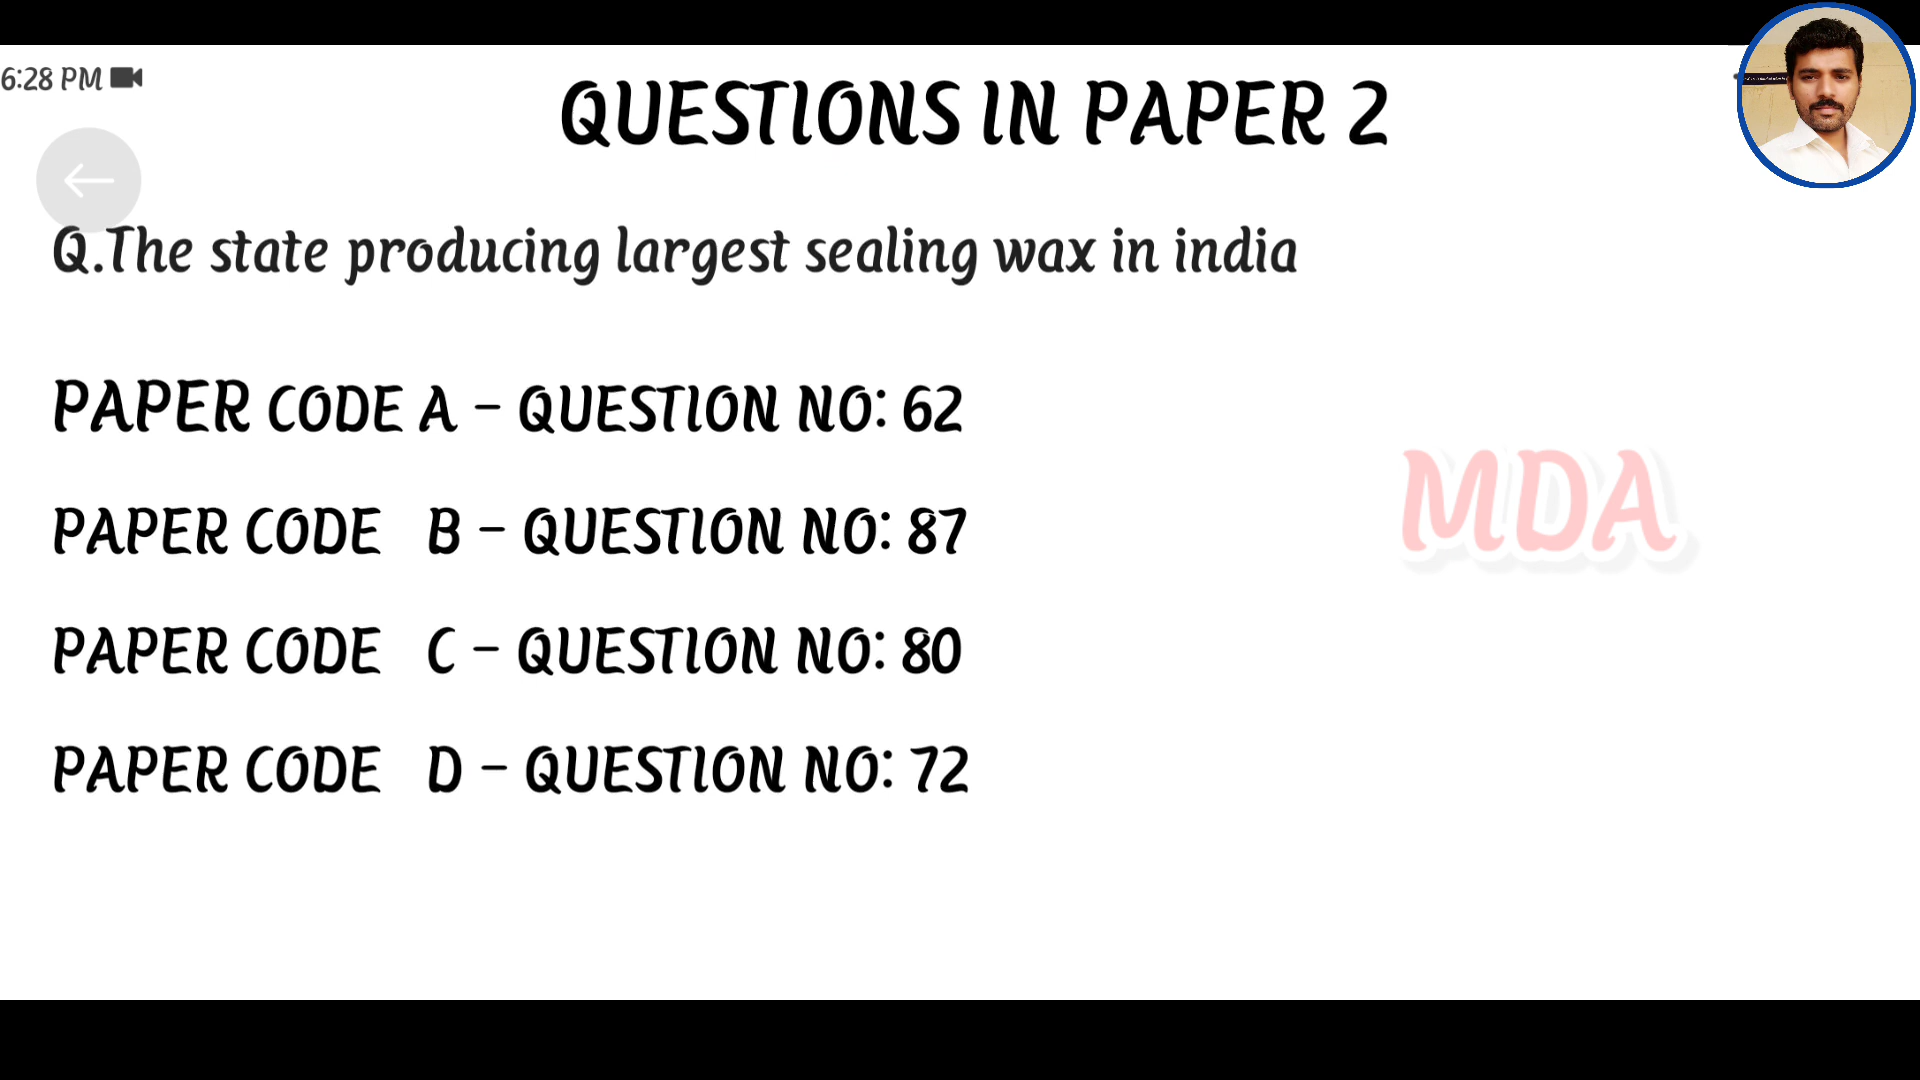 6:28 PM
QUESTIONS IN PAPER 2
Q.The state producing largest sealing wax in india
PAPER CODE A - QUESTION NO: 62
MDA
PAPER CODE B - QUESTION NO: 87
PAPER CODE C - QUESTION NO: 80
PAPER CODE D - QUESTION NO: 72